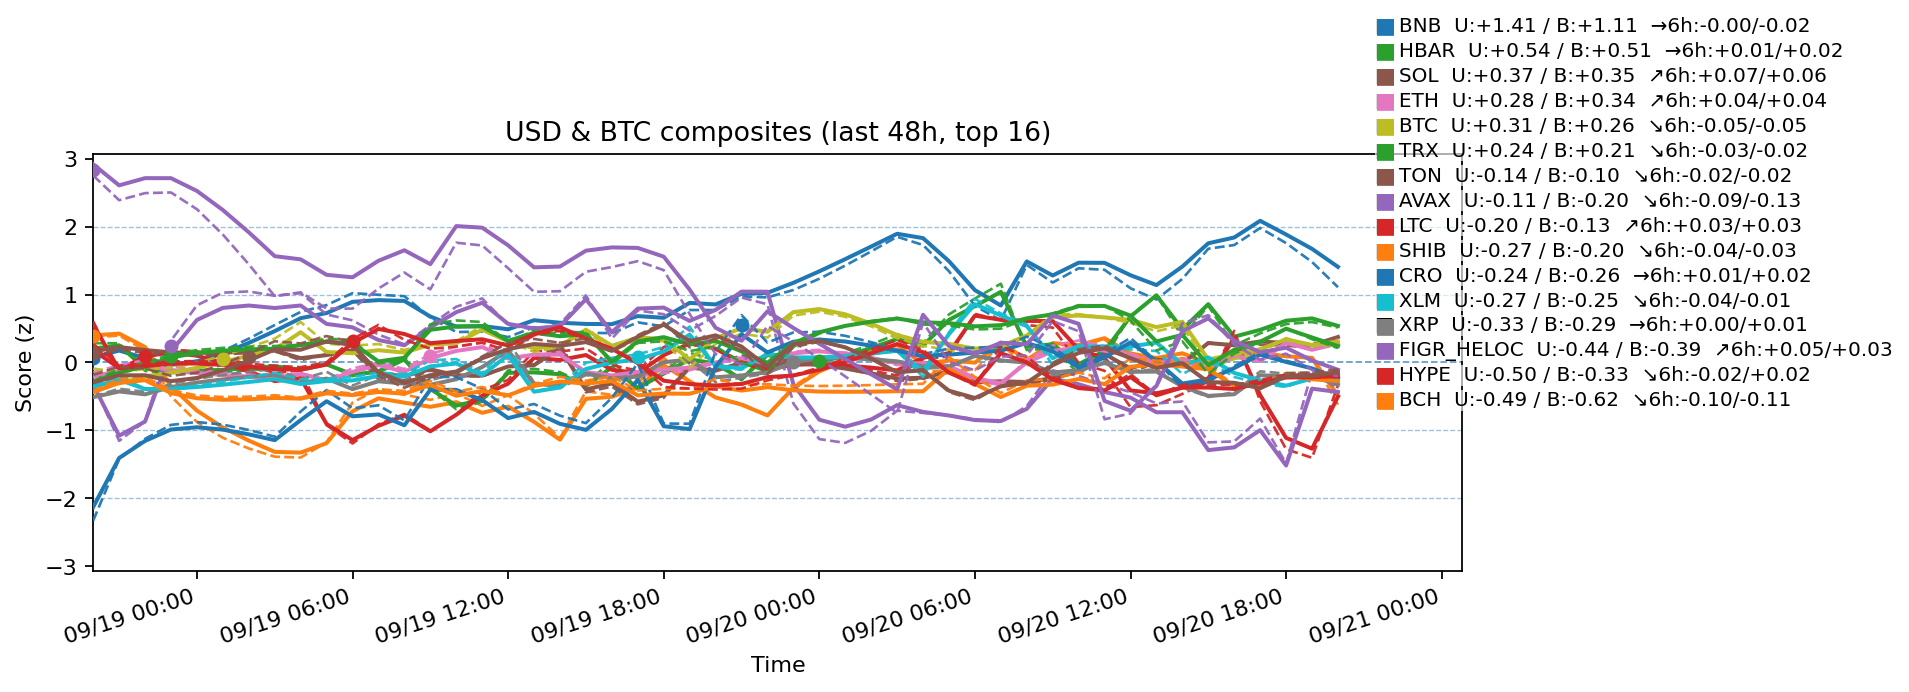 BNB U:+1.41 / B:+1.11 →6h:-0.00/-0.02
HBAR U:+0.54 / B:+0.51 →6h:+0.01/+0.02
SOL U:+0.37 / B:+0.35 ↗6h:+0.07/+0.06
ETH U:+0.28 / B:+0.34 ↗6h:+0.04/+0.04
BTC U:+0.31 / B:+0.26 ↘6h:-0.05/-0.05
TRX U:+0.24 / B:+0.21 ↘6h:-0.03/-0.02
TON U:-0.14 / B:-0.10 ↘6h:-0.02/-0.02
AVAX U:-0.11 / B:-0.20 ↘6h:-0.09/-0.13
LTC U:-0.20 / B:-0.13 ↗6h:+0.03/+0.03
SHIB U:-0.27 / B:-0.20 ↘6h:-0.04/-0.03
CRO U:-0.24 / B:-0.26 →6h:+0.01/+0.02
XLM U:-0.27 / B:-0.25 ↘6h:-0.04/-0.01
XRP U:-0.33 / B:-0.29 →6h:+0.00/+0.01
FIGR_HELOC U:-0.44 / B:-0.39 ↗6h:+0.05/+0.03
HYPE U:-0.50 / B:-0.33 ↘6h:-0.02/+0.02
BCH U:-0.49 / B:-0.62 ↘6h:-0.10/-0.11
USD & BTC composites (last 48h, top 16)
Score (z)
3
2
1
0
−1
−2
−3
09/19 00:00
09/19 06:00
09/19 12:00
09/19 18:00
09/20 00:00
09/20 06:00
09/20 12:00
09/20 18:00
09/21 00:00
Time